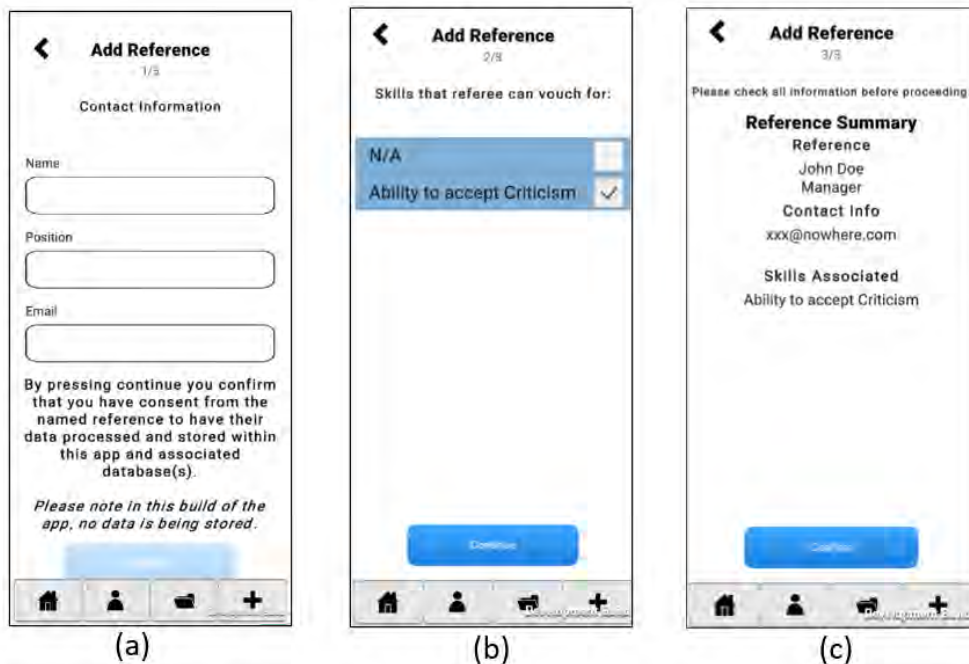 Add Reference
1/3
Contact Information
Name
Position
Email
By pressing continue you confirm
that you have consent from the
named reference to have their
data processed and stored within
this app and associated
database(s).
Please note in this build of the
app, no data is being stored.
(a)
Add Reference
2/3
Skills that referee can vouch for:
N/A
Ability to accept Criticism
Continue
Development Build
(b)
Add Reference
3/3
Please check all information before proceeding
Reference Summary
Reference
John Doe
Manager
Contact Info
xxx@nowhere.com
Skills Associated
Ability to accept Criticism
(c)